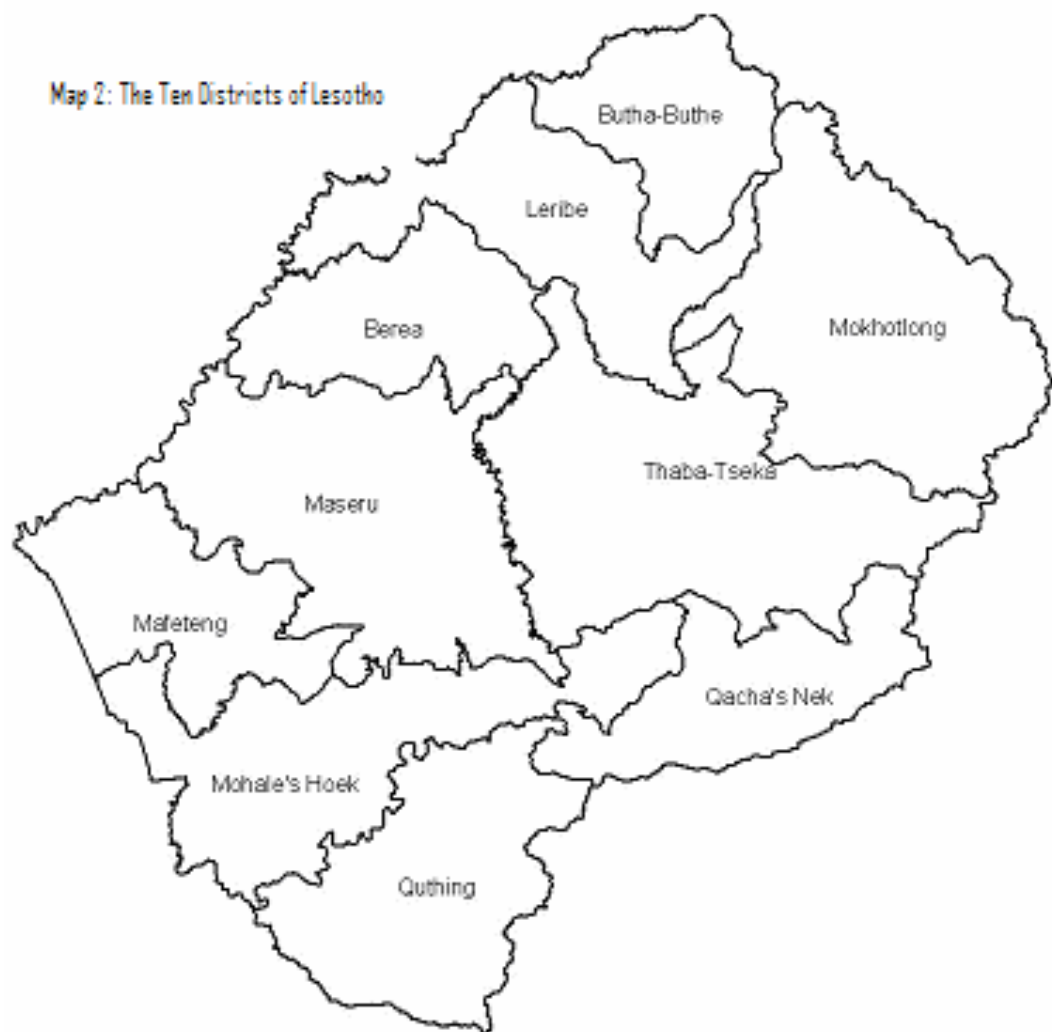 Map 2: The Ten Districts of Lesotho
Butha-Buthe
Leribe
Mokhotlong
Berea
Thaba-Tseka
Maseru
Mafeteng
Qacha's Nek
Mohale's Hoek
Quthing